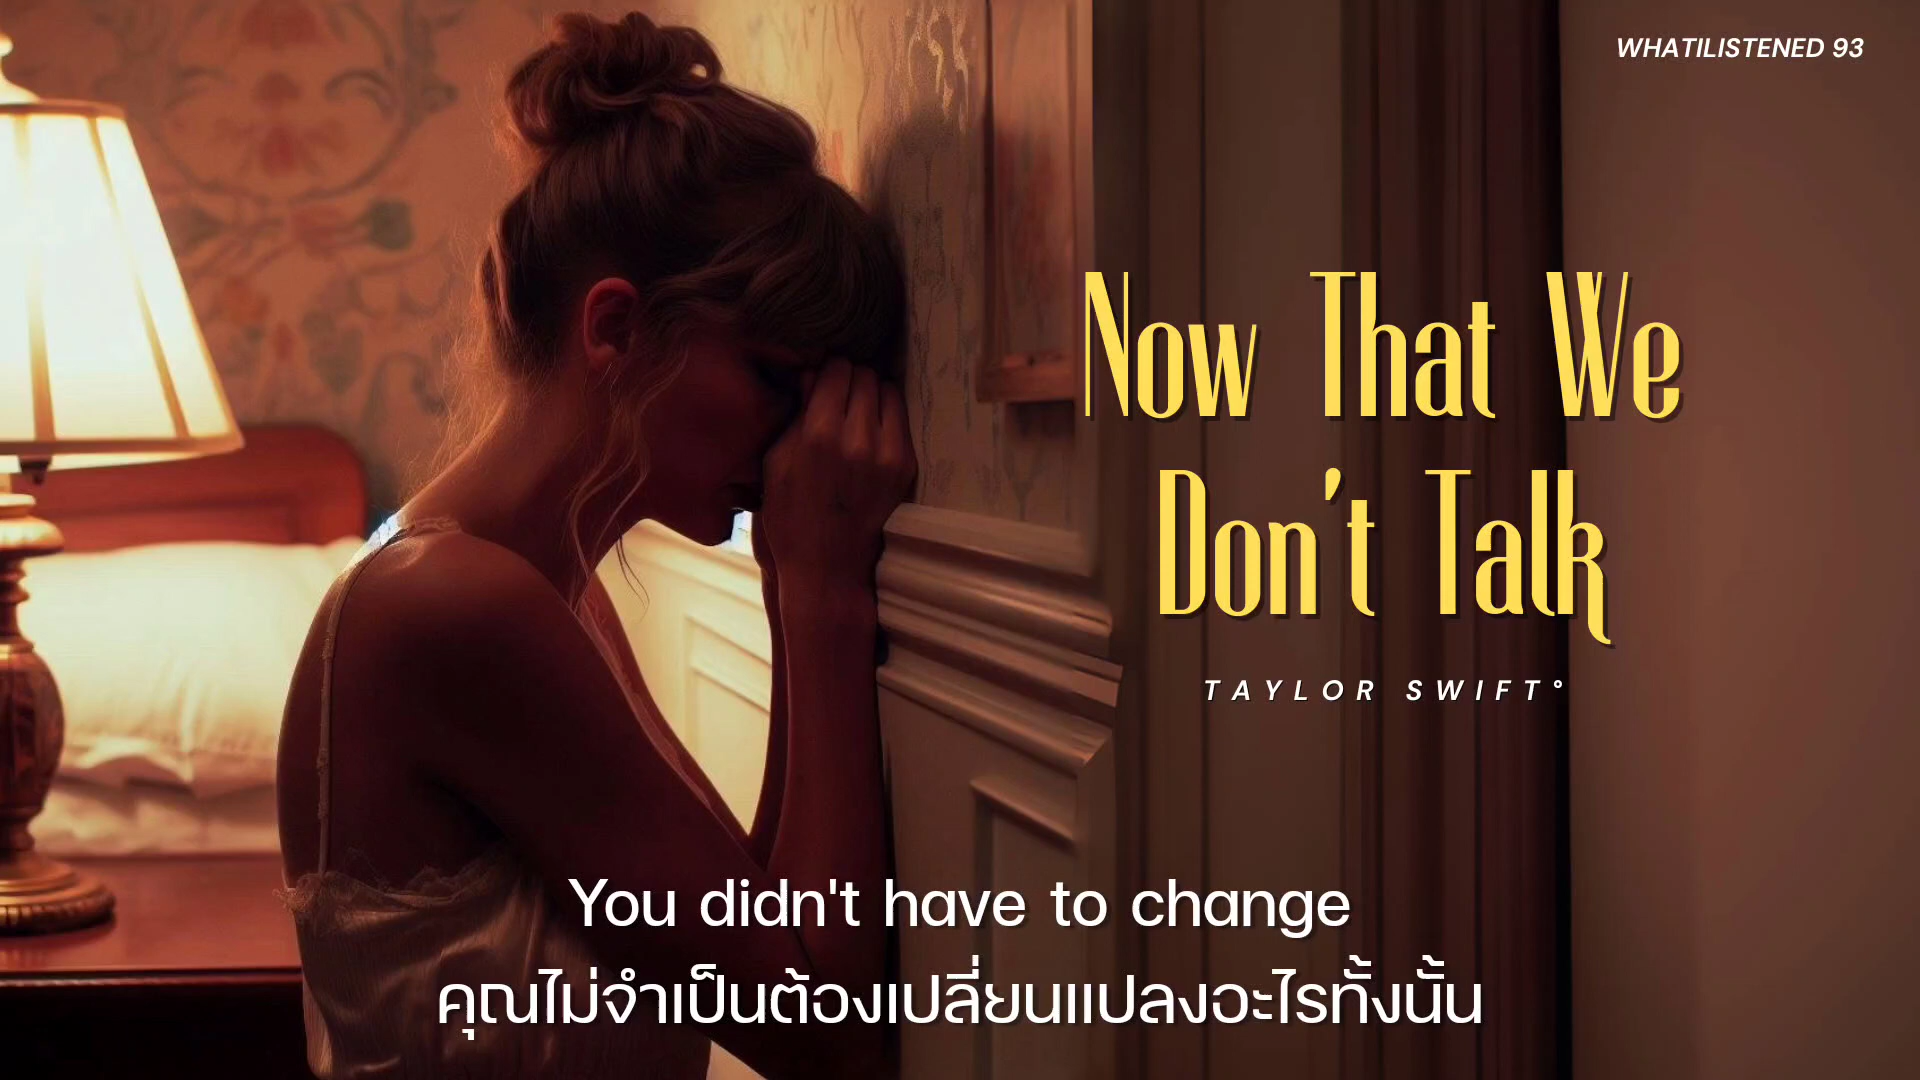 WHATILISTENED 93
Now That We
Don't Talk
TAYLOR SWIFT°
You didn't have to change
คุณไม่จำเป็นต้องเปลี่ยนแปลงอะไรทั้งนั้น